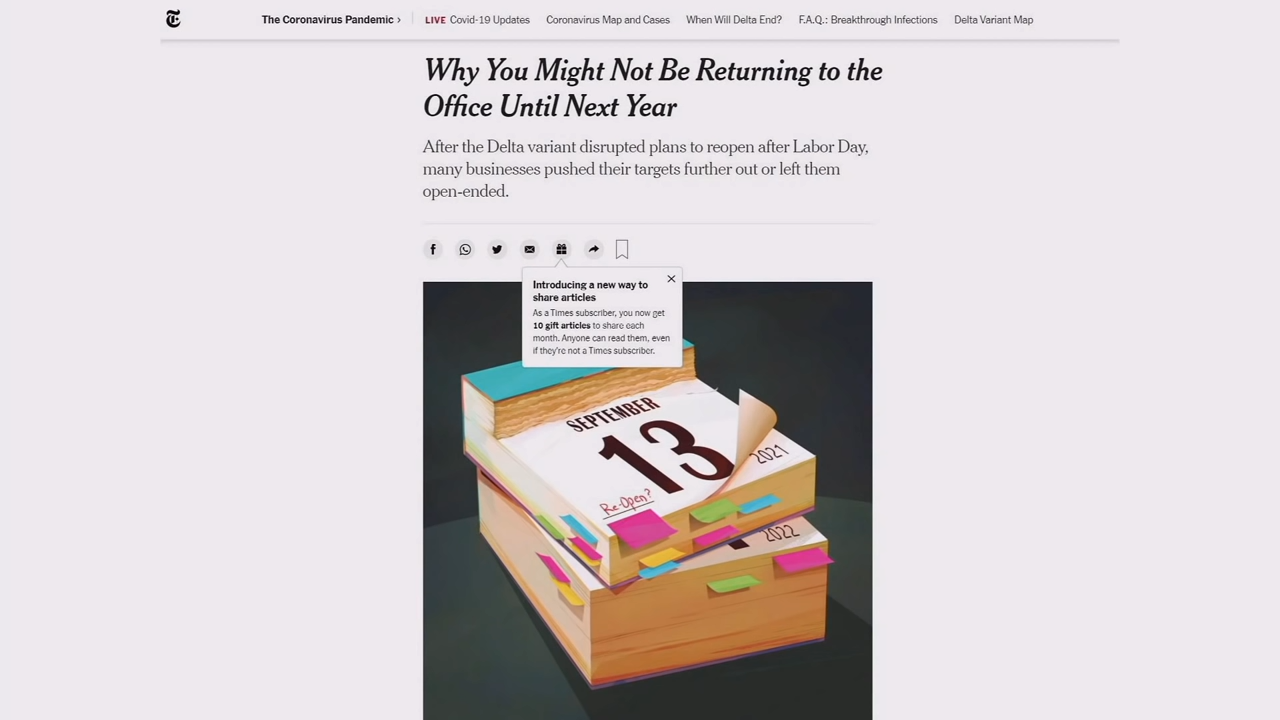 The Coronavirus Pandemic ›
LIVE Covid-19 Updates
Coronavirus Map and Cases
When Will Delta End?
F.A.Q.: Breakthrough Infections
Delta Variant Map
Why You Might Not Be Returning to the
Office Until Next Year
After the Delta variant disrupted plans to reopen after Labor Day,
many businesses pushed their targets further out or left them
open-ended.
Introducing a new way to
share articles
As a Times subscriber, you now get
10 gift articles to share each
month. Anyone can read them, even
if they're not a Times subscriber.
SEPTEMBER
13
2021
Re-Open?
2022